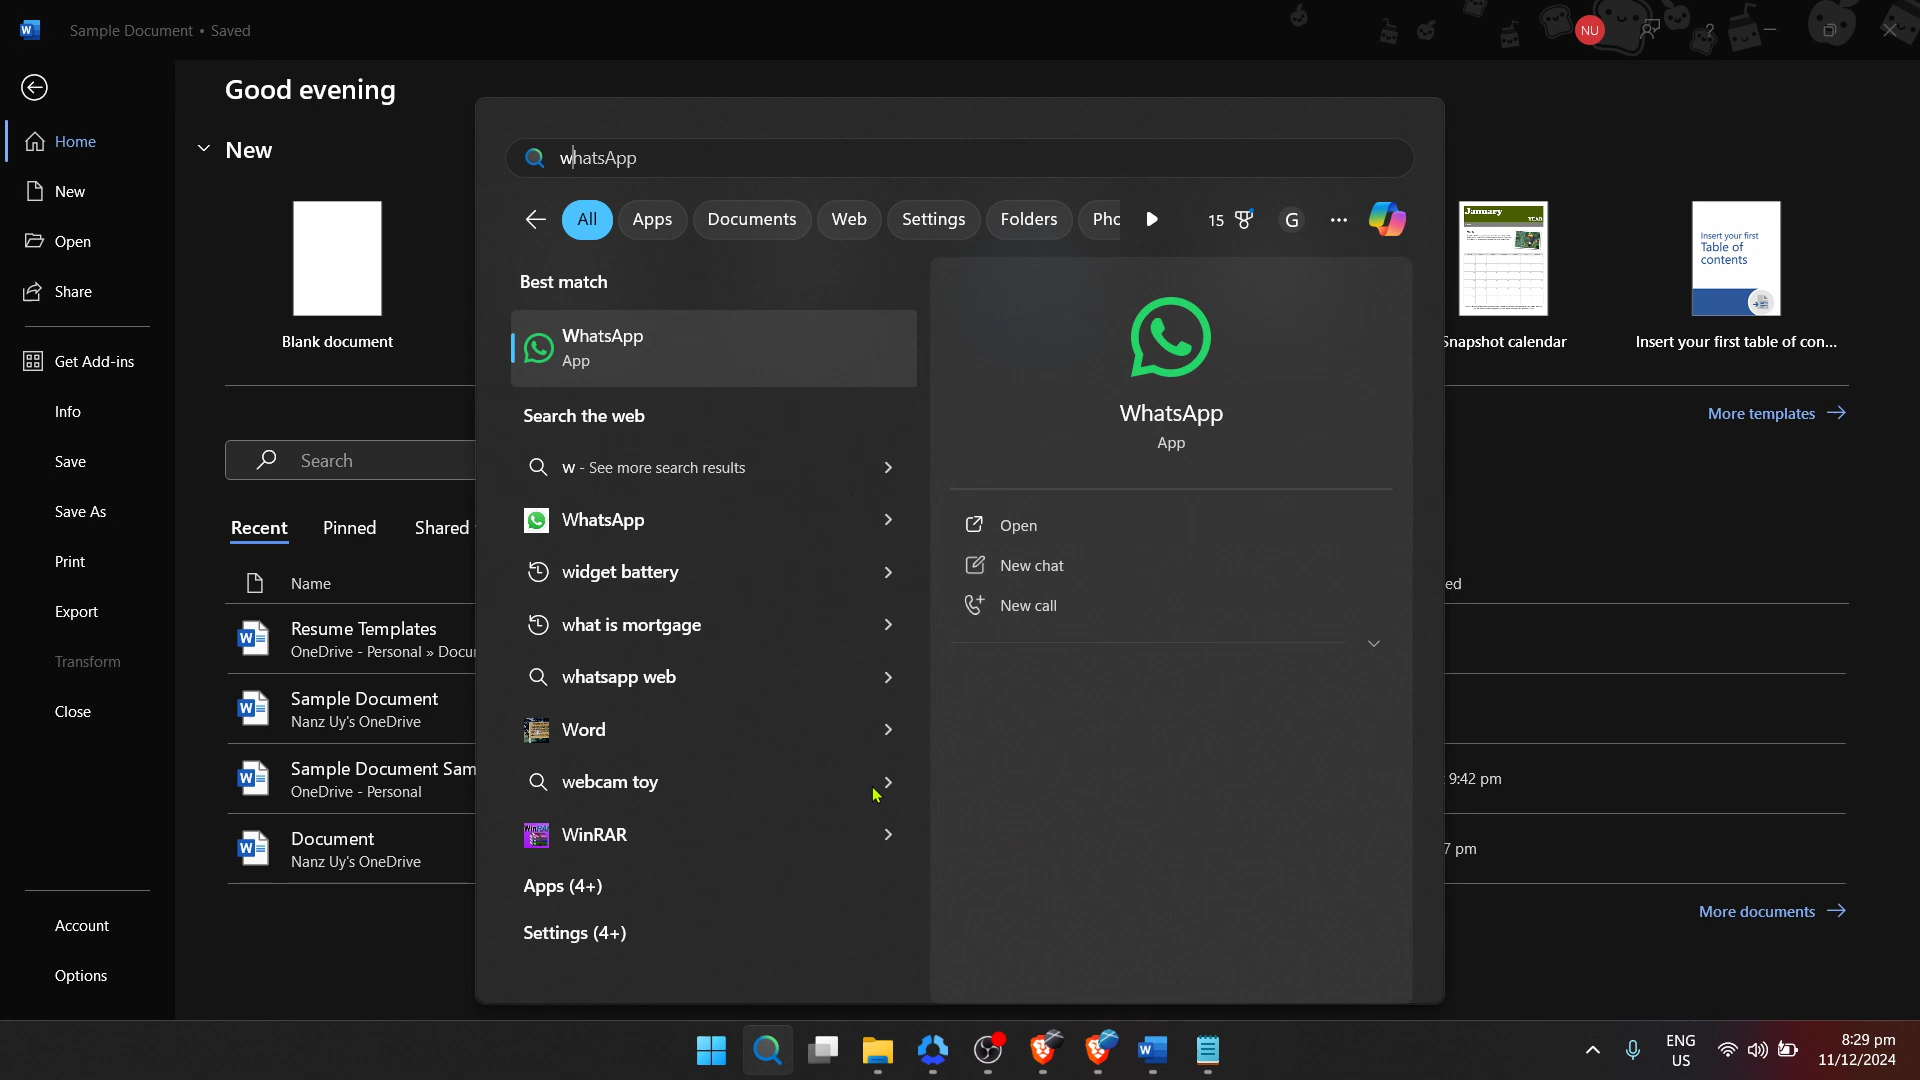 Sample Document • Saved
NU
?
Good evening
Home
New
Open
Share
Get Add-ins
Info
Save
Save As
Print
Export
Transform
Close
Account
Options
New
Blank document
Search
Recent
Pinned
Shared
Name
Resume Templates
OneDrive - Personal » Docu
Sample Document
Nanz Uy's OneDrive
Sample Document Sam
OneDrive - Personal
Document
Nanz Uy's OneDrive
whatsApp
All
Apps
Documents
Web
Settings
Folders
Pho
15
G
Best match
WhatsApp
App
Search the web
w - See more search results
WhatsApp
widget battery
what is mortgage
whatsapp web
Word
webcam toy
WinRAR
Apps (4+)
Settings (4+)
WhatsApp
App
Open
New chat
New call
January
YEAR
Snapshot calendar
Insert your first
Table of
contents
Insert your first table of con...
More templates
ed
9:42 pm
7 pm
More documents
ENG
US
8:29 pm
11/12/2024